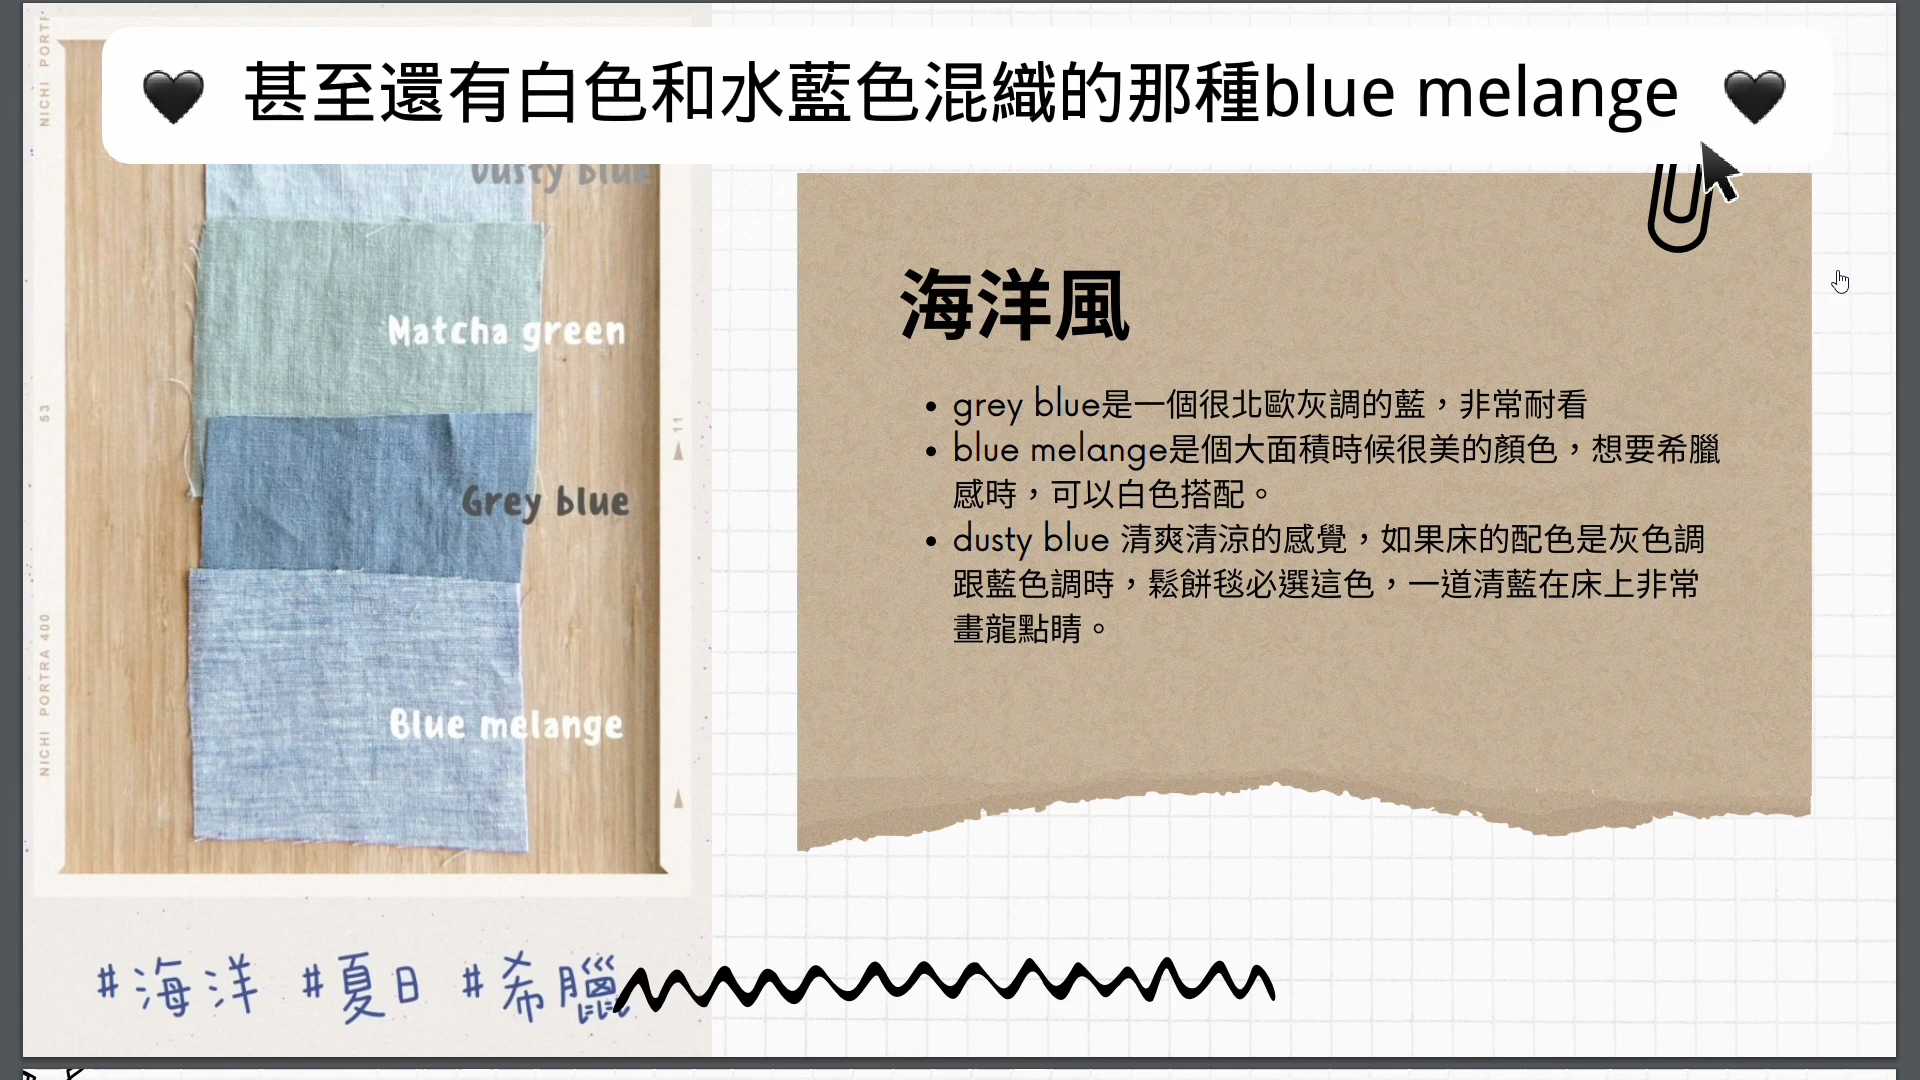 甚至還有白色和水藍色混織的那種blue melange
NICHI PORT
Dusty blue
Matcha green
53
11
Grey blue
NICHI PORTRA 400
Blue melange
#海洋 #夏日 #希臘
海洋風
• grey blue是一個很北歐灰調的藍，非常耐看
• blue melange是個大面積時候很美的顏色，想要希臘
感時，可以白色搭配。
• dusty blue 清爽清涼的感覺，如果床的配色是灰色調
跟藍色調時，鬆餅毯必選這色，一道清藍在床上非常
畫龍點睛。